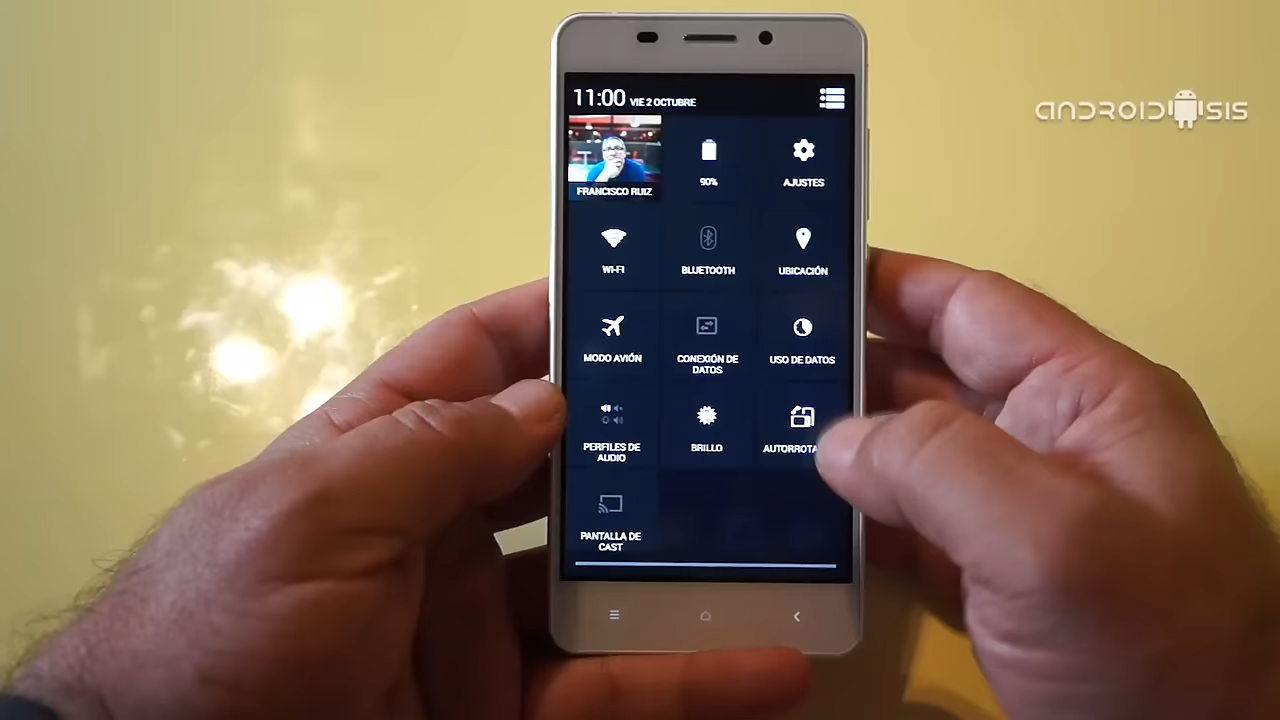 ANDROIDSIS
11:00 VIE 2 OCTUBRE
FRANCISCO RUIZ
90%
AJUSTES
WI-FI
BLUETOOTH
UBICACIÓN
MODO AVIÓN
CONEXIÓN DE
DATOS
USO DE DATOS
PERFILES DE
AUDIO
BRILLO
AUTORROTA
PANTALLA DE
CAST